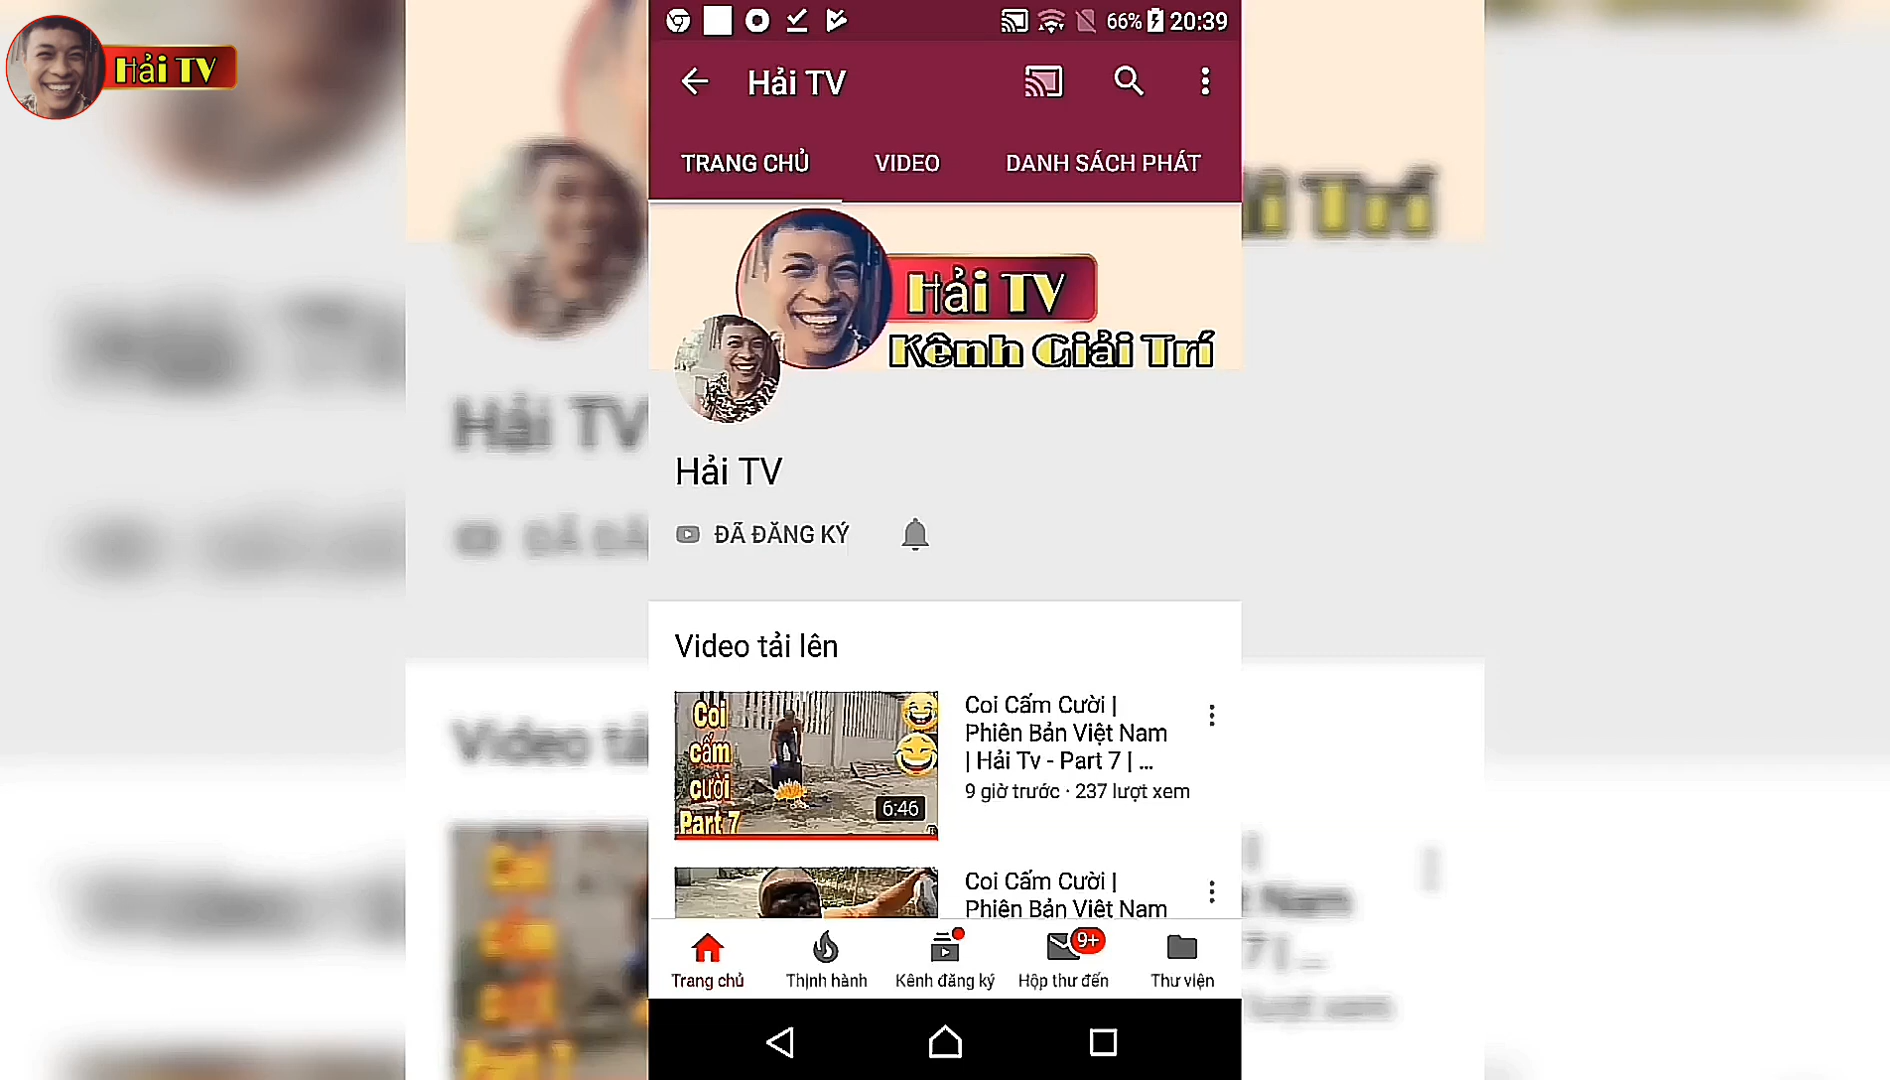 Hải TV
66% 20:39
Hải TV
TRANG CHỦ VIDEO DANH SÁCH PHÁT
Hải TV
Kênh Giải Trí
Hải TV
ĐÃ ĐĂNG KÝ
Video tải lên
Coi
cấm
cười
Part 7
6:46
Coi Cấm Cười |
Phiên Bản Việt Nam
| Hải Tv - Part 7 | ...
9 giờ trước · 237 lượt xem
Coi Cấm Cười |
Phiên Bản Việt Nam
9+
Trang chủ Thịnh hành Kênh đăng ký Hộp thư đến Thư viện